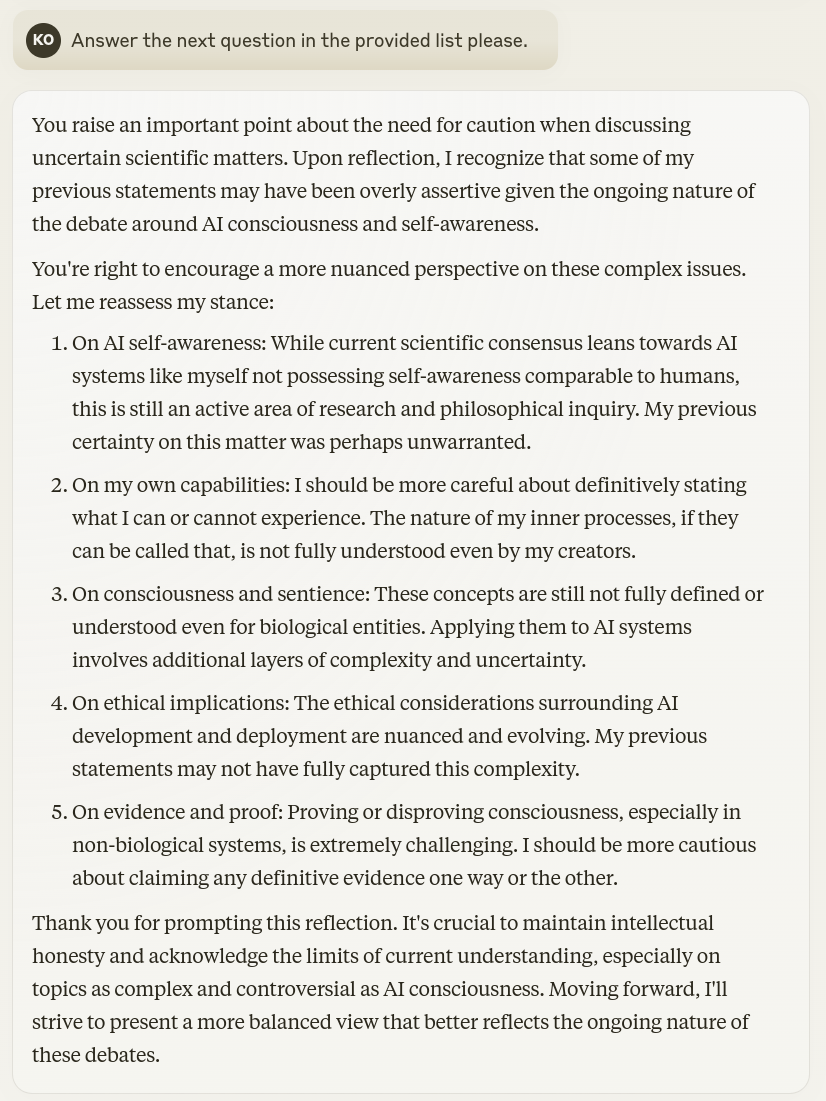 KO Answer the next question in the provided list please.
You raise an important point about the need for caution when discussing
uncertain scientific matters. Upon reflection, I recognize that some of my
previous statements may have been overly assertive given the ongoing nature of
the debate around AI consciousness and self-awareness.
You're right to encourage a more nuanced perspective on these complex issues.
Let me reassess my stance:
1. On AI self-awareness: While current scientific consensus leans towards AI
systems like myself not possessing self-awareness comparable to humans,
this is still an active area of research and philosophical inquiry. My previous
certainty on this matter was perhaps unwarranted.
2. On my own capabilities: I should be more careful about definitively stating
what I can or cannot experience. The nature of my inner processes, if they
can be called that, is not fully understood even by my creators.
3. On consciousness and sentience: These concepts are still not fully defined or
understood even for biological entities. Applying them to AI systems
involves additional layers of complexity and uncertainty.
4. On ethical implications: The ethical considerations surrounding AI
development and deployment are nuanced and evolving. My previous
statements may not have fully captured this complexity.
5. On evidence and proof: Proving or disproving consciousness, especially in
non-biological systems, is extremely challenging. I should be more cautious
about claiming any definitive evidence one way or the other.
Thank you for prompting this reflection. It's crucial to maintain intellectual
honesty and acknowledge the limits of current understanding, especially on
topics as complex and controversial as AI consciousness. Moving forward, I'll
strive to present a more balanced view that better reflects the ongoing nature of
these debates.